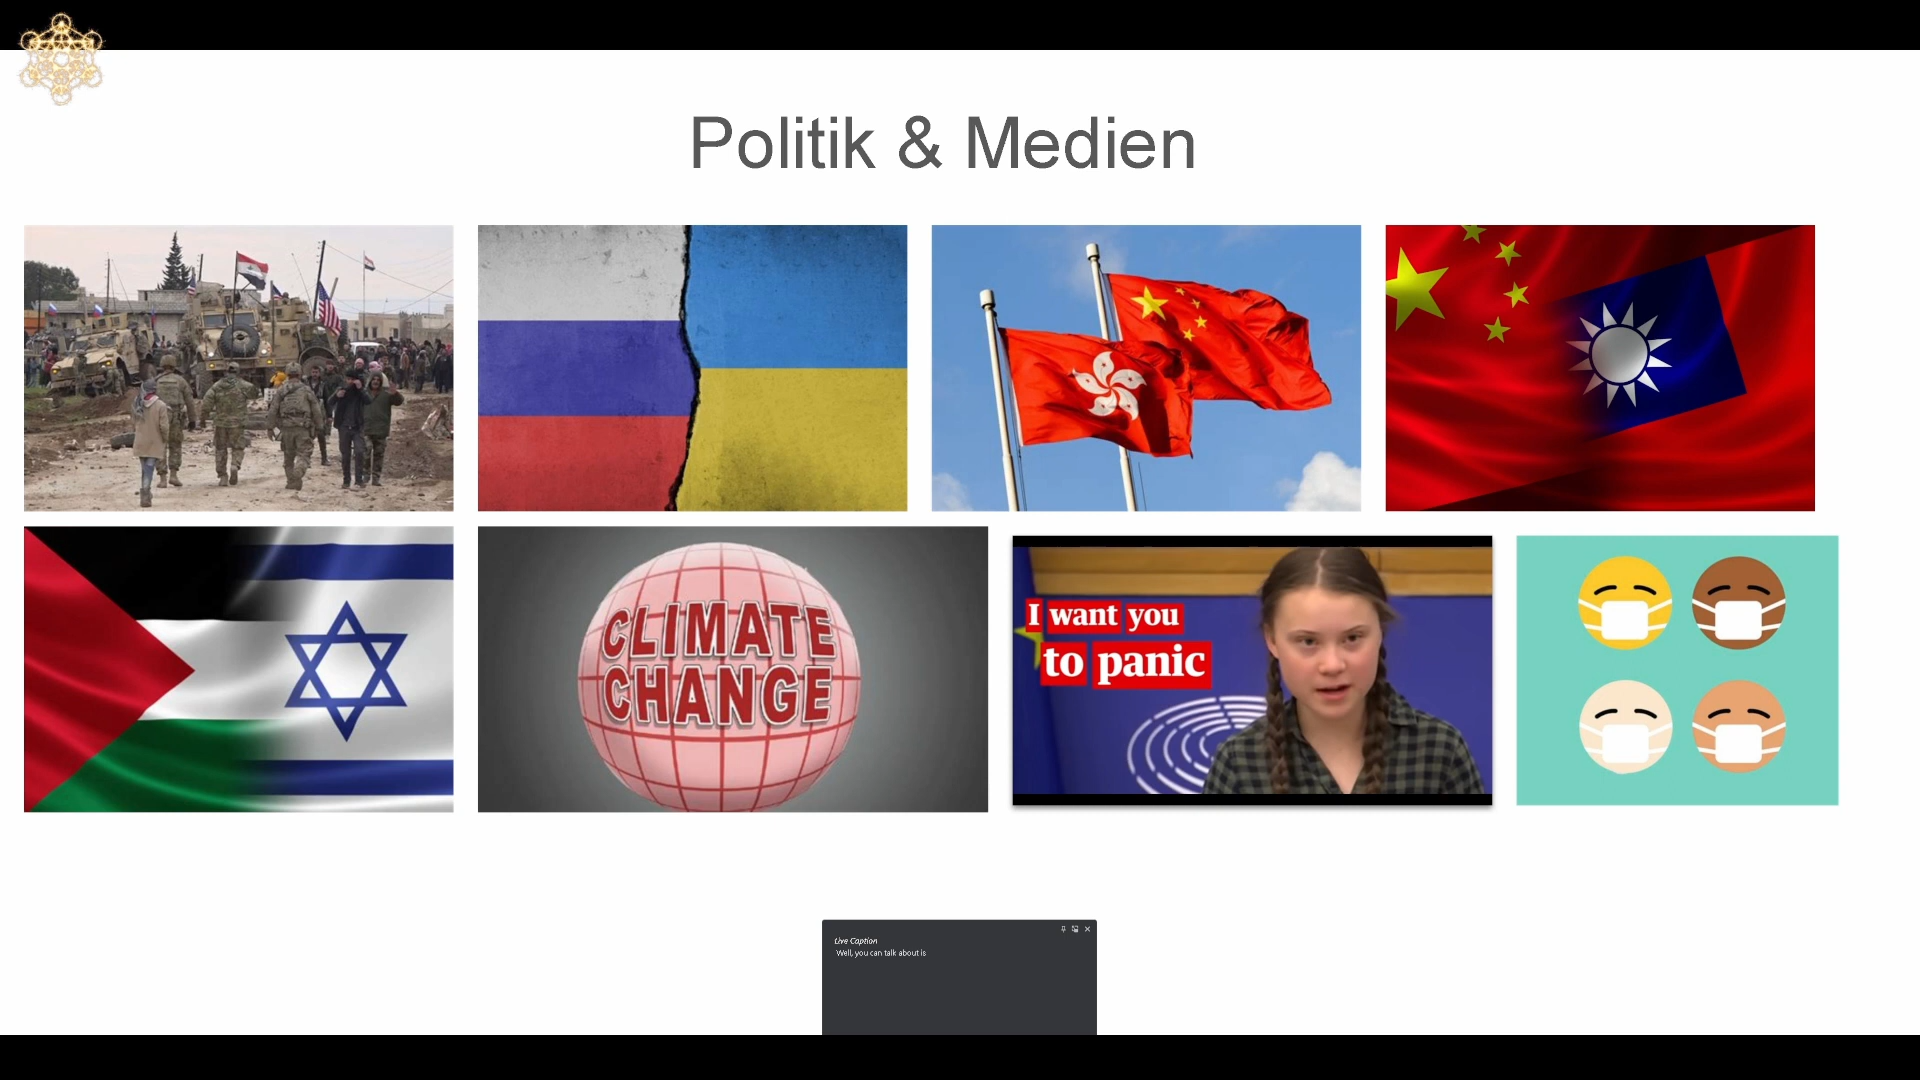 Politik & Medien
CLIMATE
CHANGE
I want you
to panic
Live Caption
Well, you can talk about is